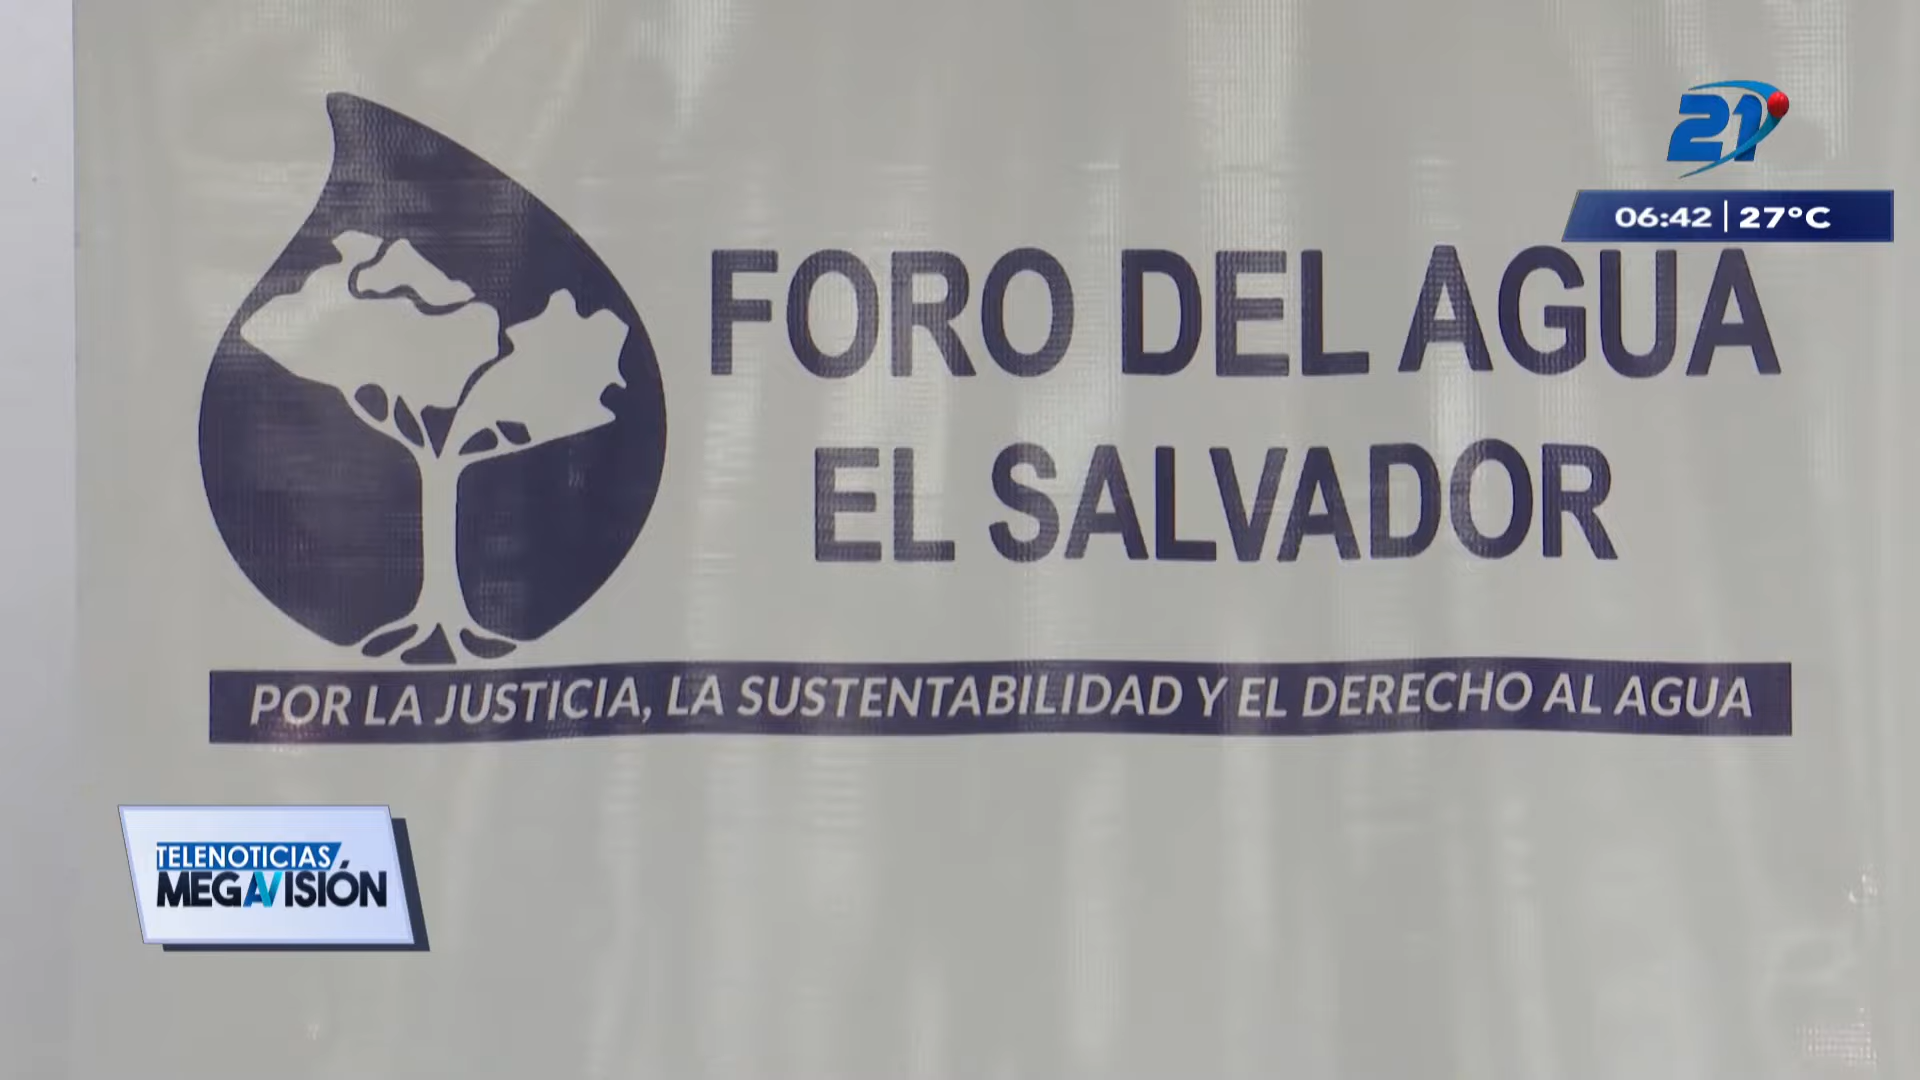 21
06:42 | 27°C
FORO DEL AGUA
EL SALVADOR
POR LA JUSTICIA, LA SUSTENTABILIDAD Y EL DERECHO AL AGUA
TELENOTICIAS
MEGAVISIÓN